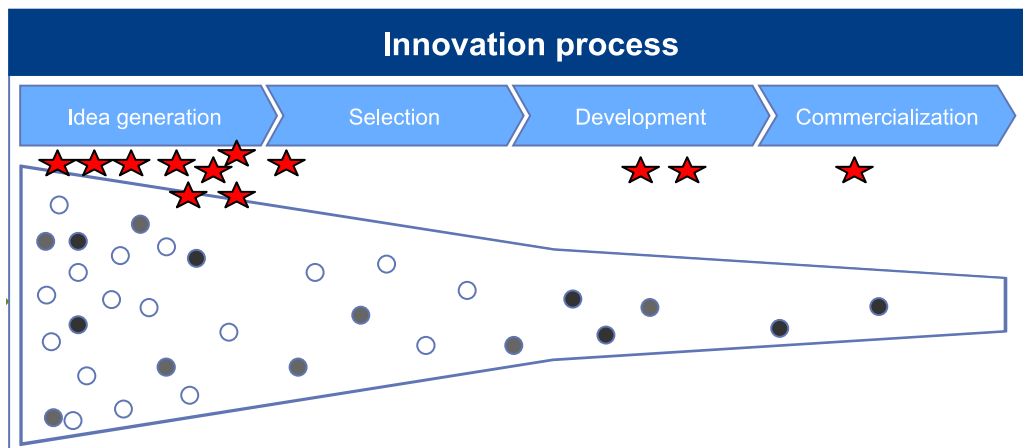 Innovation process
Idea generation
Selection
Development
Commercialization